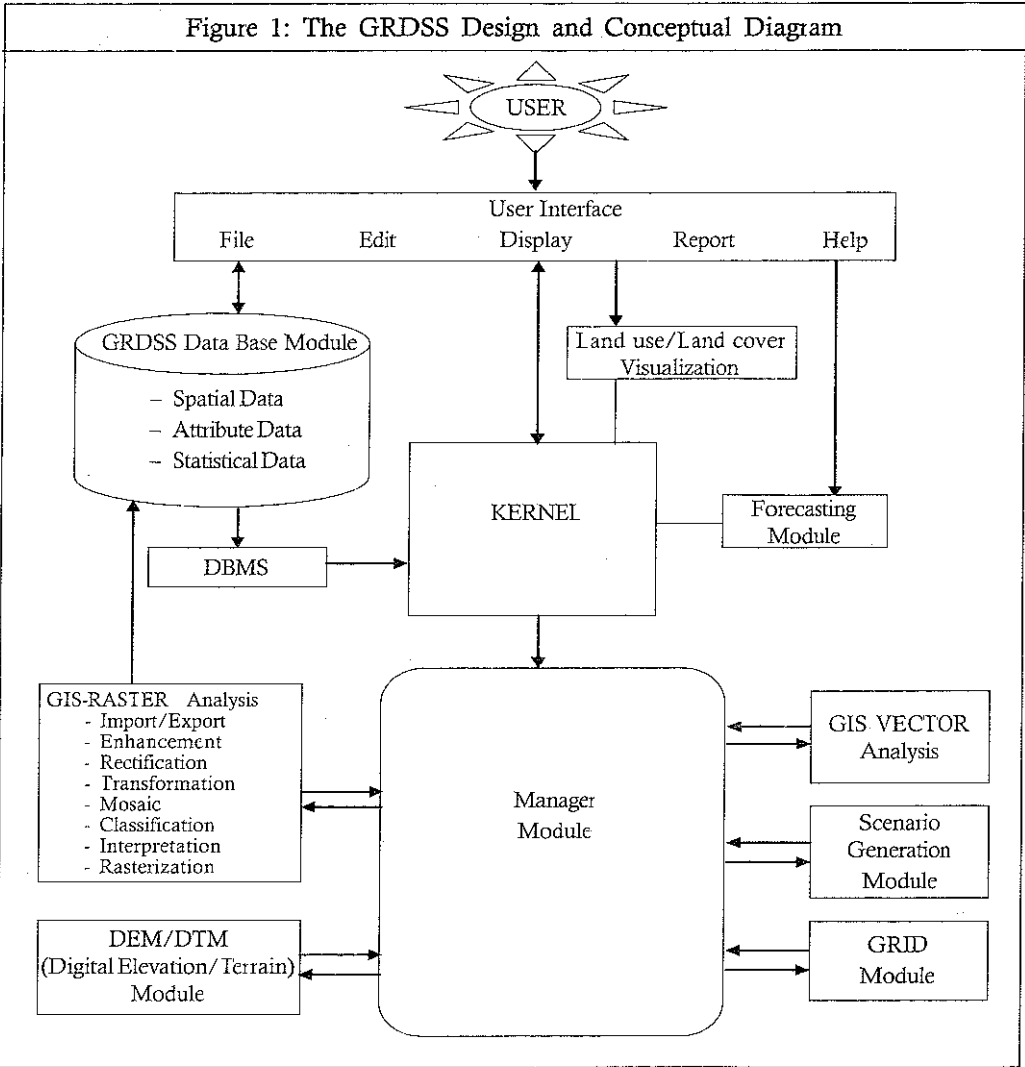 Figure 1: The GRDSS Design and Conceptual Diagram
USER
User Interface
File Edit Display Report Help
GRDSS Data Base Module
– Spatial Data
– Attribute Data
– Statistical Data
Land use/Land cover
Visualization
KERNEL
Forecasting
Module
DBMS
GIS-RASTER Analysis
- Import/Export
- Enhancement
- Rectification
- Transformation
- Mosaic
- Classification
- Interpretation
- Rasterization
Manager
Module
GIS VECTOR
Analysis
Scenario
Generation
Module
DEM/DTM
(Digital Elevation/Terrain)
Module
GRID
Module